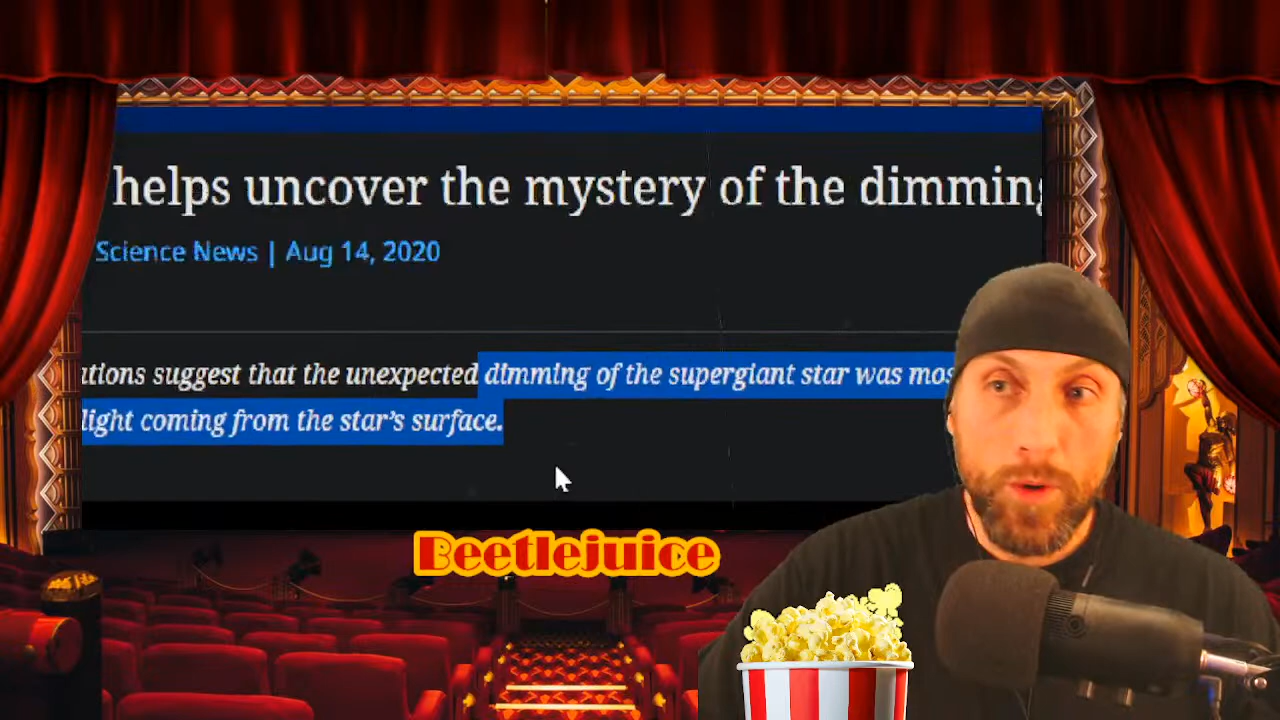 helps uncover the mystery of the dimming
Science News | Aug 14, 2020
ations suggest that the unexpected dimming of the supergiant star was mos
light coming from the star's surface.
Beetlejuice